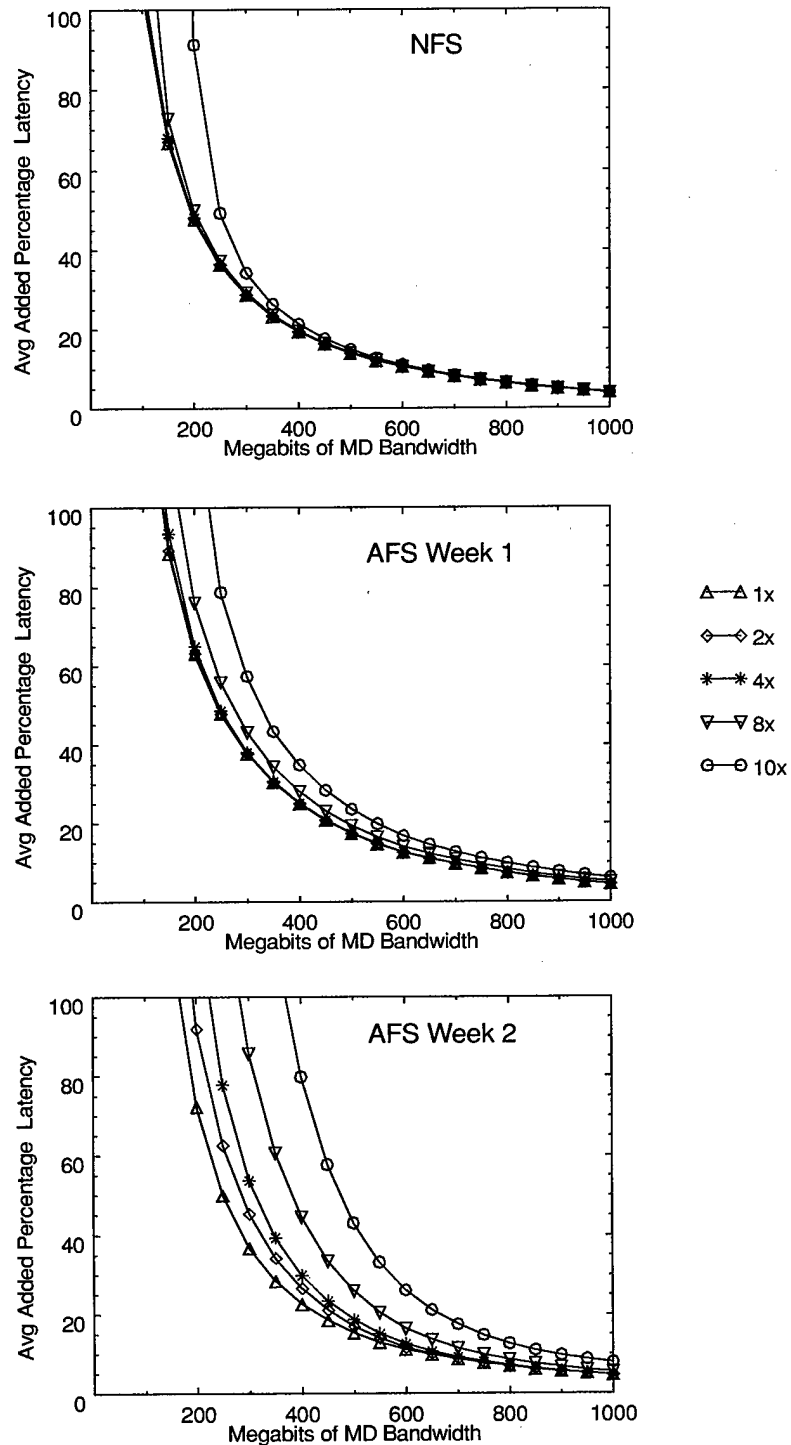 NFS
Avg Added Percentage Latency
100
80
60
40
20
0
200 400 600 800 1000
Megabits of MD Bandwidth
AFS Week 1
Avg Added Percentage Latency
100
80
60
40
20
0
200 400 600 800 1000
Megabits of MD Bandwidth
1x
2x
4x
8x
10x
AFS Week 2
Avg Added Percentage Latency
100
80
60
40
20
0
200 400 600 800 1000
Megabits of MD Bandwidth